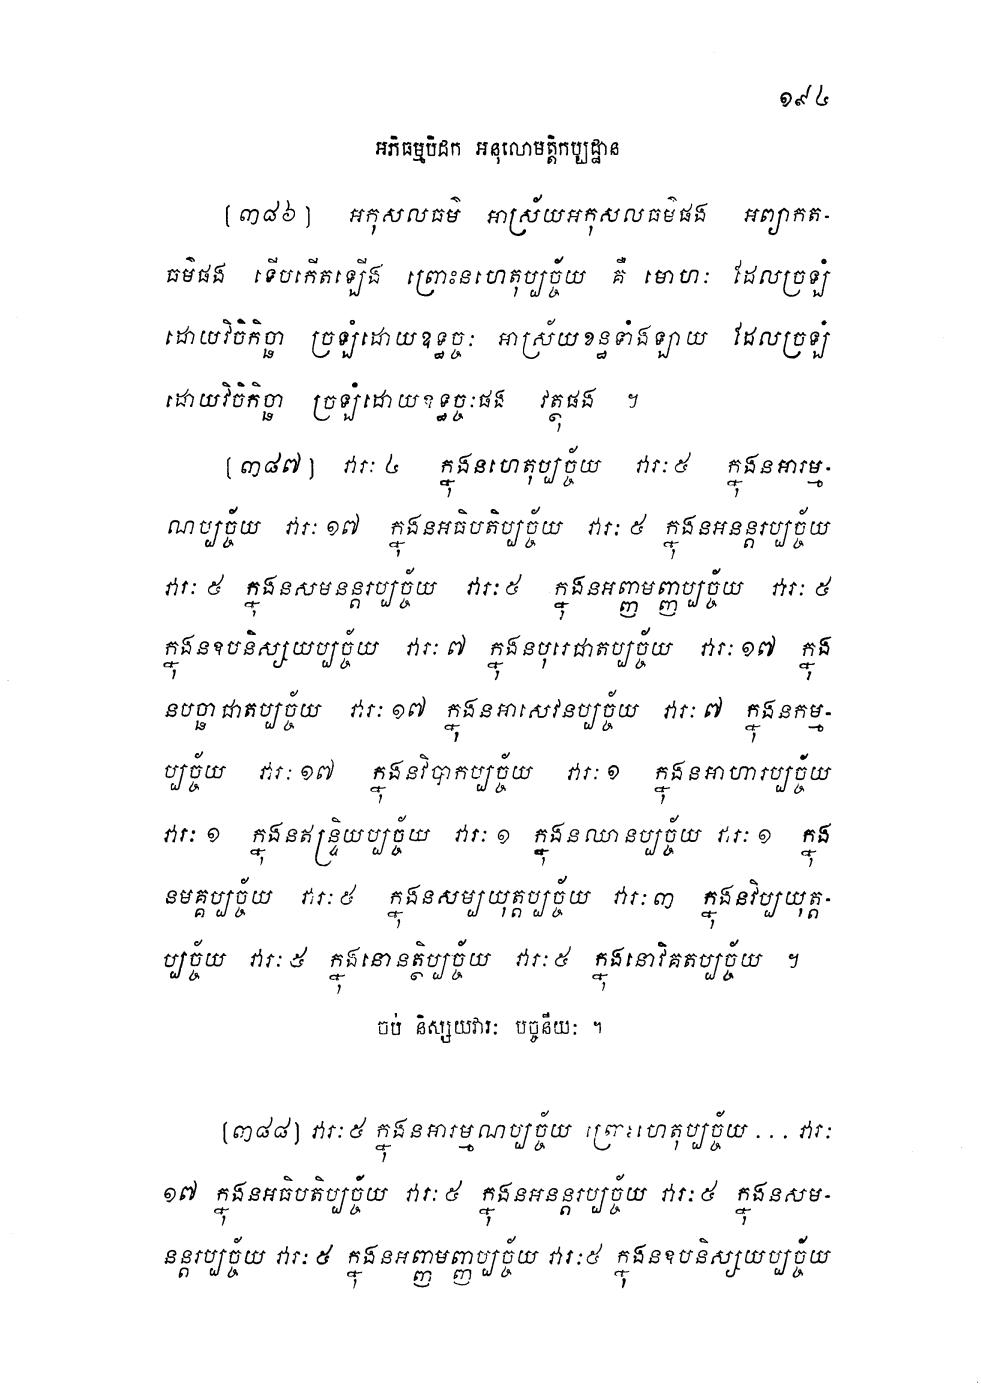 ១៩៤
អភិធម្មបិដក អនុលោមត្តិកប្បដ្ឋាន
[៣៨៦] អកុសលធម៌ អាស្រ័យអកុសលធម៌ផង អព្យាកត-
ធម៌ផង ទើបកើតឡើង ព្រោះនហេតុប្បច្ច័យ គឺ មោហៈ ដែលច្រឡំ
ដោយវិចិកិច្ឆា ច្រឡំដោយឧទ្ធច្ចៈ អាស្រ័យខន្ធទាំងឡាយ ដែលច្រឡំ
ដោយវិចិកិច្ឆា ច្រឡំដោយឧទ្ធច្ចៈផង វត្ថុផង ។
[៣៨៧] វារៈ ៤ ក្នុងនហេតុប្បច្ច័យ វារៈ ៥ ក្នុងនអារម្ម-
ណប្បច្ច័យ វារៈ ១៧ ក្នុងនអធិបតិប្បច្ច័យ វារៈ ៥ ក្នុងនអនន្តរប្បច្ច័យ
វារៈ ៥ ក្នុងនសមនន្តរប្បច្ច័យ វារៈ ៥ ក្នុងនអញ្ញាមញ្ញប្បច្ច័យ វារៈ ៥
ក្នុងនឧបនិស្សយប្បច្ច័យ វារៈ ៧ ក្នុងនបុរេជាតប្បច្ច័យ វារៈ ១៧ ក្នុង
នបច្ឆាជាតប្បច្ច័យ វារៈ ១៧ ក្នុងនអាសេវនប្បច្ច័យ វារៈ ៧ ក្នុងនកម្ម-
ប្បច្ច័យ វារៈ ១៧ ក្នុងនវិបាកប្បច្ច័យ វារៈ ១ ក្នុងនអាហារប្បច្ច័យ
វារៈ ១ ក្នុងនឥន្ទ្រិយប្បច្ច័យ វារៈ ១ ក្នុងនឈានប្បច្ច័យ វារៈ ១ ក្នុង
នមគ្គប្បច្ច័យ វារៈ ៥ ក្នុងនសម្បយុត្តប្បច្ច័យ វារៈ ៣ ក្នុងនវិប្បយុត្ត-
ប្បច្ច័យ វារៈ ៥ ក្នុងនោនត្ថិប្បច្ច័យ វារៈ ៥ ក្នុងនោវិគតប្បច្ច័យ ។
ចប់ និស្សយវារៈ បច្ចនីយៈ ។
[៣៨៨] វារៈ ៥ ក្នុងនអារម្មណប្បច្ច័យ ព្រោះហេតុប្បច្ច័យ ... វារៈ
១៧ ក្នុងនអធិបតិប្បច្ច័យ វារៈ ៥ ក្នុងនអនន្តរប្បច្ច័យ វារៈ ៥ ក្នុងនសម-
នន្តរប្បច្ច័យ វារៈ ៥ ក្នុងនអញ្ញាមញ្ញប្បច្ច័យ វារៈ ៥ ក្នុងនឧបនិស្សយប្បច្ច័យ